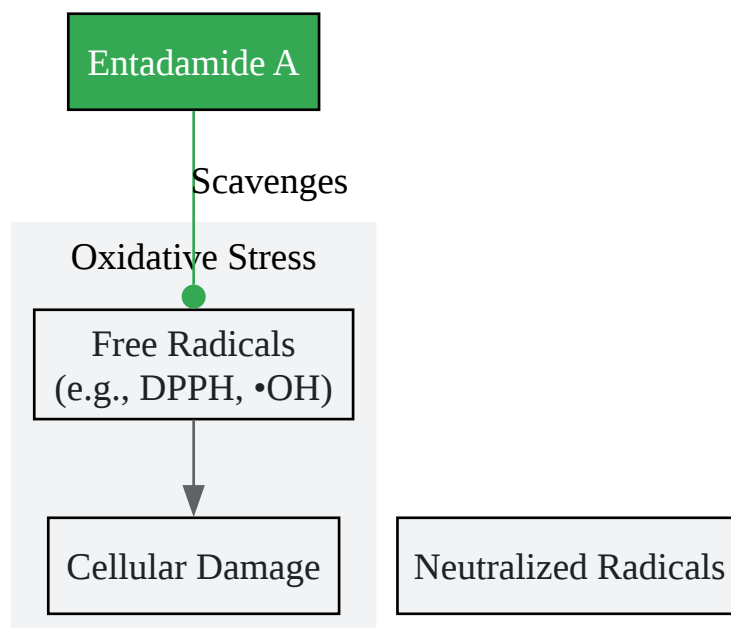 Entadamide A
Scavenges
Oxidative Stress
Free Radicals
(e.g., DPPH, •OH)
Cellular Damage
Neutralized Radicals